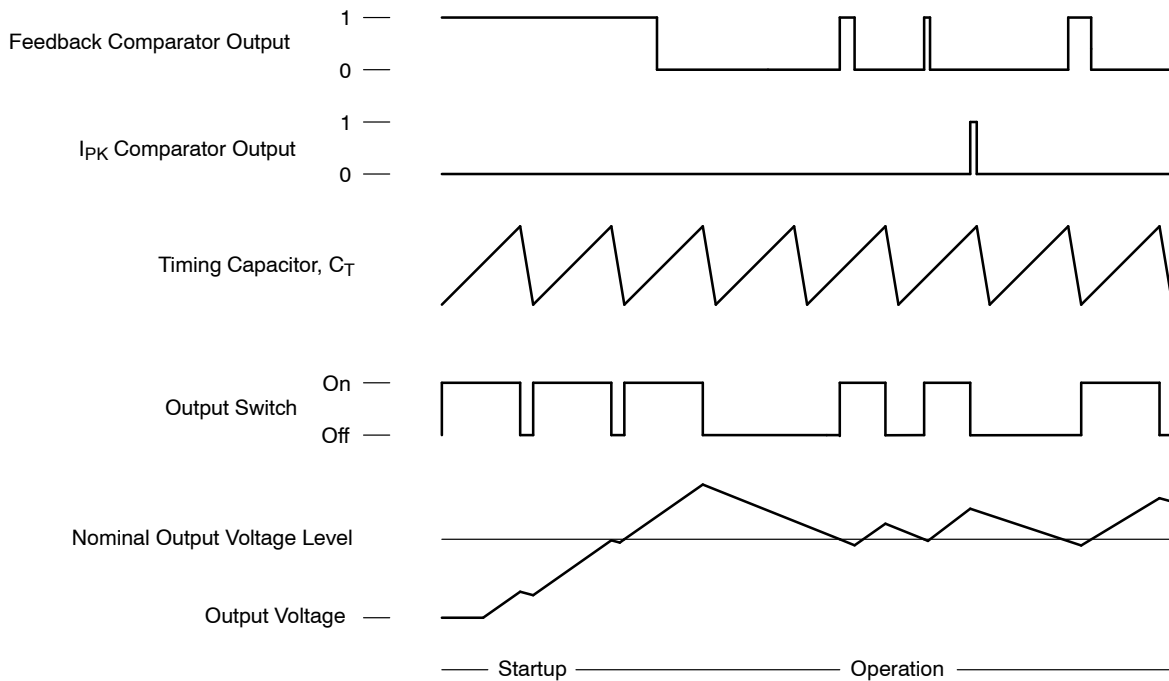 1
Feedback Comparator Output
0
1
IPK Comparator Output
0
Timing Capacitor, CT
On
Output Switch
Off
Nominal Output Voltage Level
Output Voltage
Startup
Operation